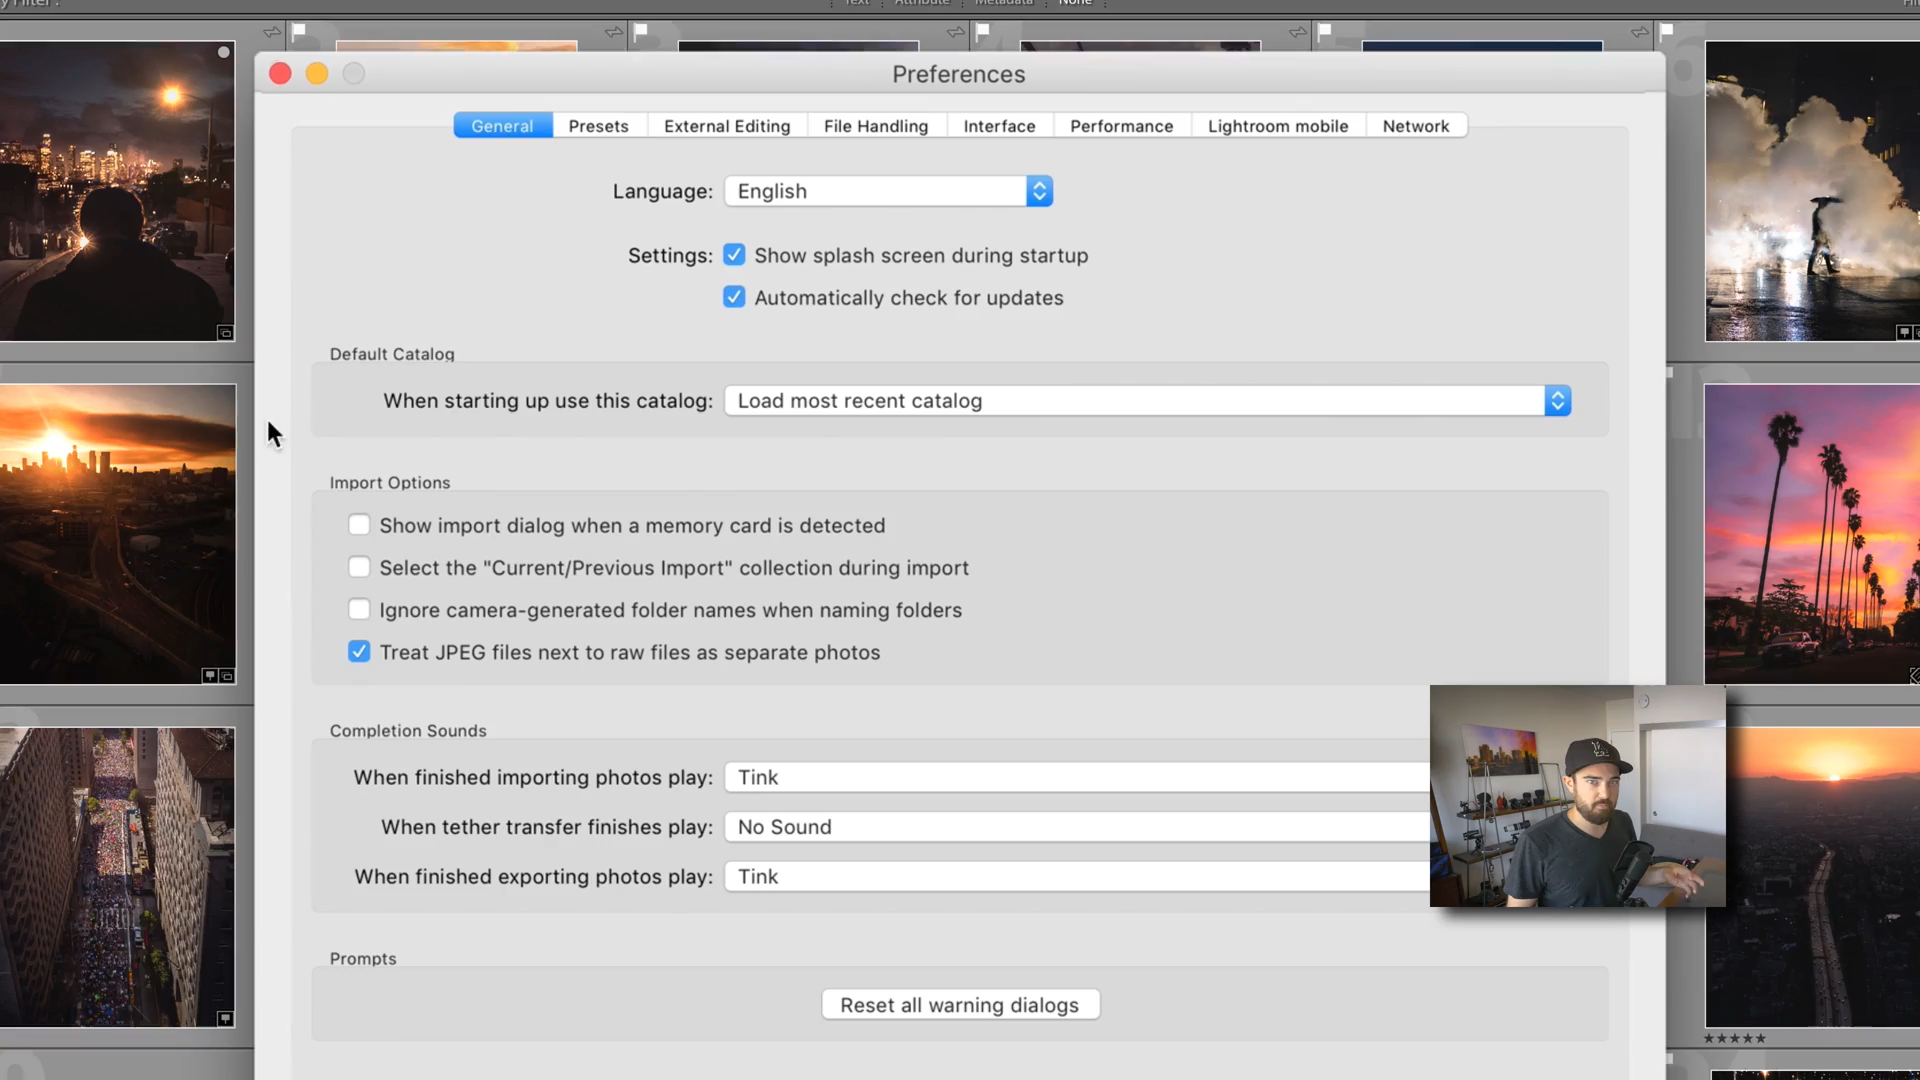 Text Attribute Metadata None
Preferences
General Presets External Editing File Handling Interface Performance Lightroom mobile Network
Language: English
Settings: Show splash screen during startup
Automatically check for updates
Default Catalog
When starting up use this catalog: Load most recent catalog
Import Options
Show import dialog when a memory card is detected
Select the "Current/Previous Import" collection during import
Ignore camera-generated folder names when naming folders
Treat JPEG files next to raw files as separate photos
Completion Sounds
When finished importing photos play: Tink
When tether transfer finishes play: No Sound
When finished exporting photos play: Tink
Prompts
Reset all warning dialogs